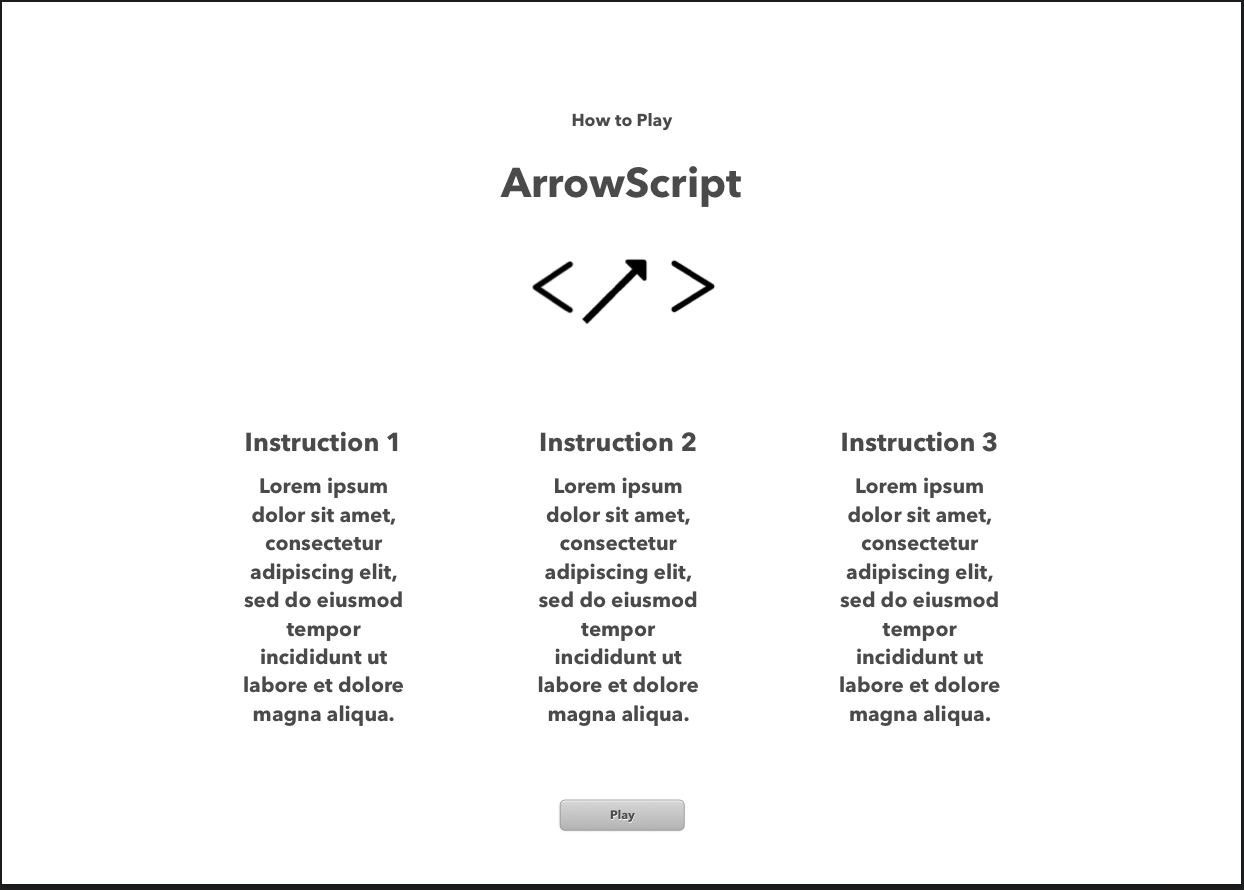 How to Play
ArrowScript
Instruction 1
Lorem ipsum
dolor sit amet,
consectetur
adipiscing elit,
sed do eiusmod
tempor
incididunt ut
labore et dolore
magna aliqua.
Instruction 2
Lorem ipsum
dolor sit amet,
consectetur
adipiscing elit,
sed do eiusmod
tempor
incididunt ut
labore et dolore
magna aliqua.
Instruction 3
Lorem ipsum
dolor sit amet,
consectetur
adipiscing elit,
sed do eiusmod
tempor
incididunt ut
labore et dolore
magna aliqua.
Play